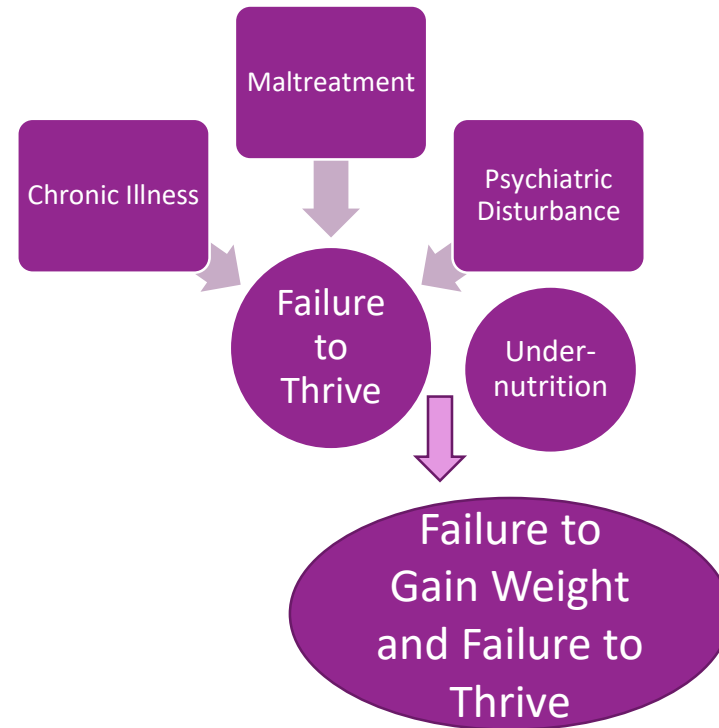 Maltreatment
Chronic Illness
Psychiatric
Disturbance
Failure
to
Thrive
Under-
nutrition
Failure to
Gain Weight
and Failure to
Thrive